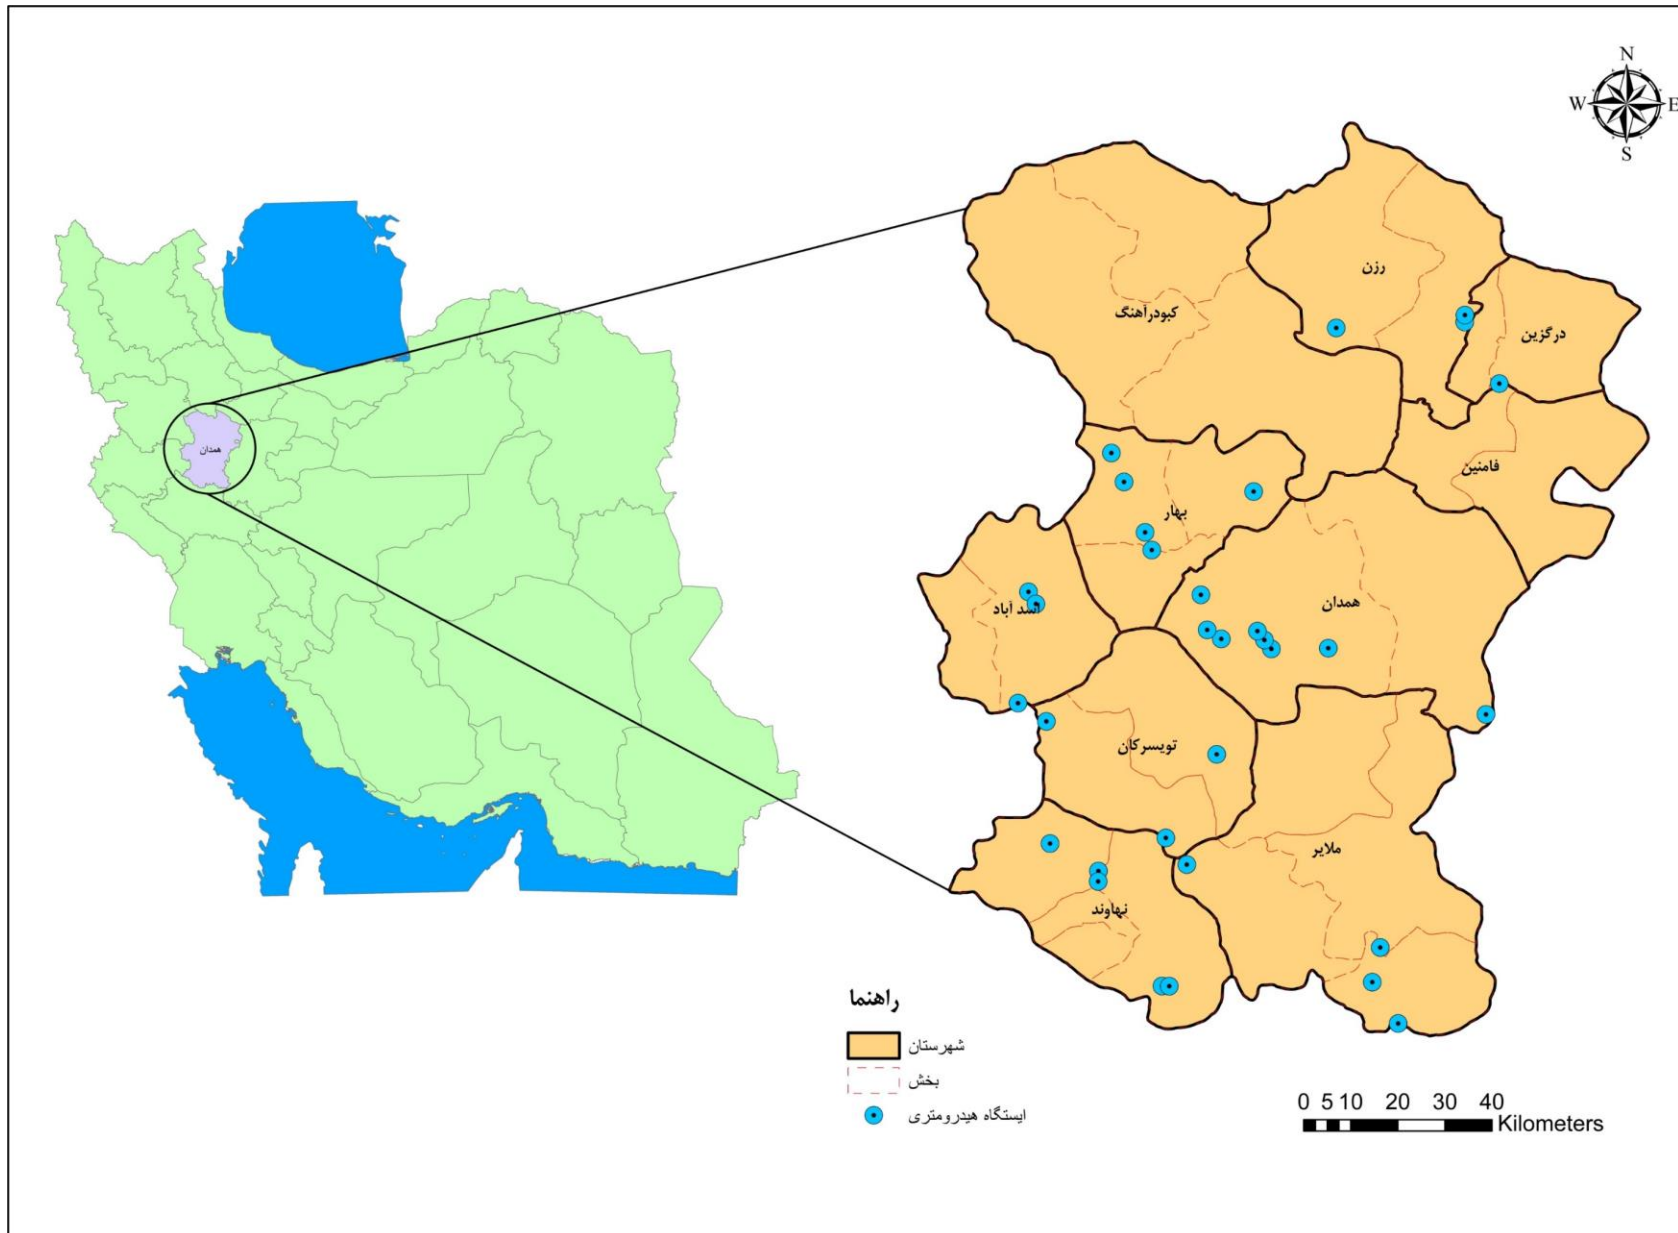 N
W E
S
همدان
رزن
کبودرآهنگ
درگزین
فامنین
بهار
همدان
اسد آباد
تویسرکان
ملایر
نهاوند
راهنما
شهرستان
بخش
ایستگاه هیدرومتری
0 5 10 20 30 40
Kilometers